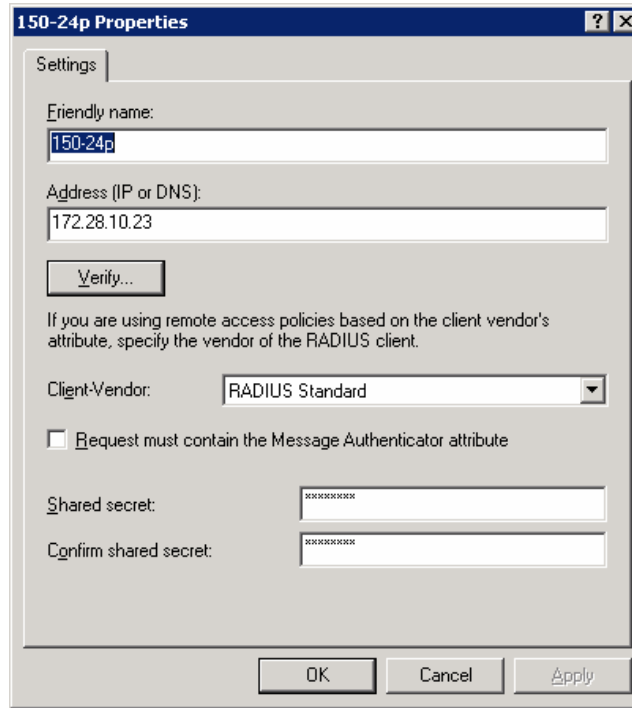 150-24p Properties
Settings
Friendly name:
150-24p
Address (IP or DNS):
172.28.10.23
Verify...
If you are using remote access policies based on the client vendor's
attribute, specify the vendor of the RADIUS client.
Client-Vendor:
RADIUS Standard
Request must contain the Message Authenticator attribute
Shared secret:
xxxxxxxx
Confirm shared secret:
xxxxxxxx
OK
Cancel
Apply